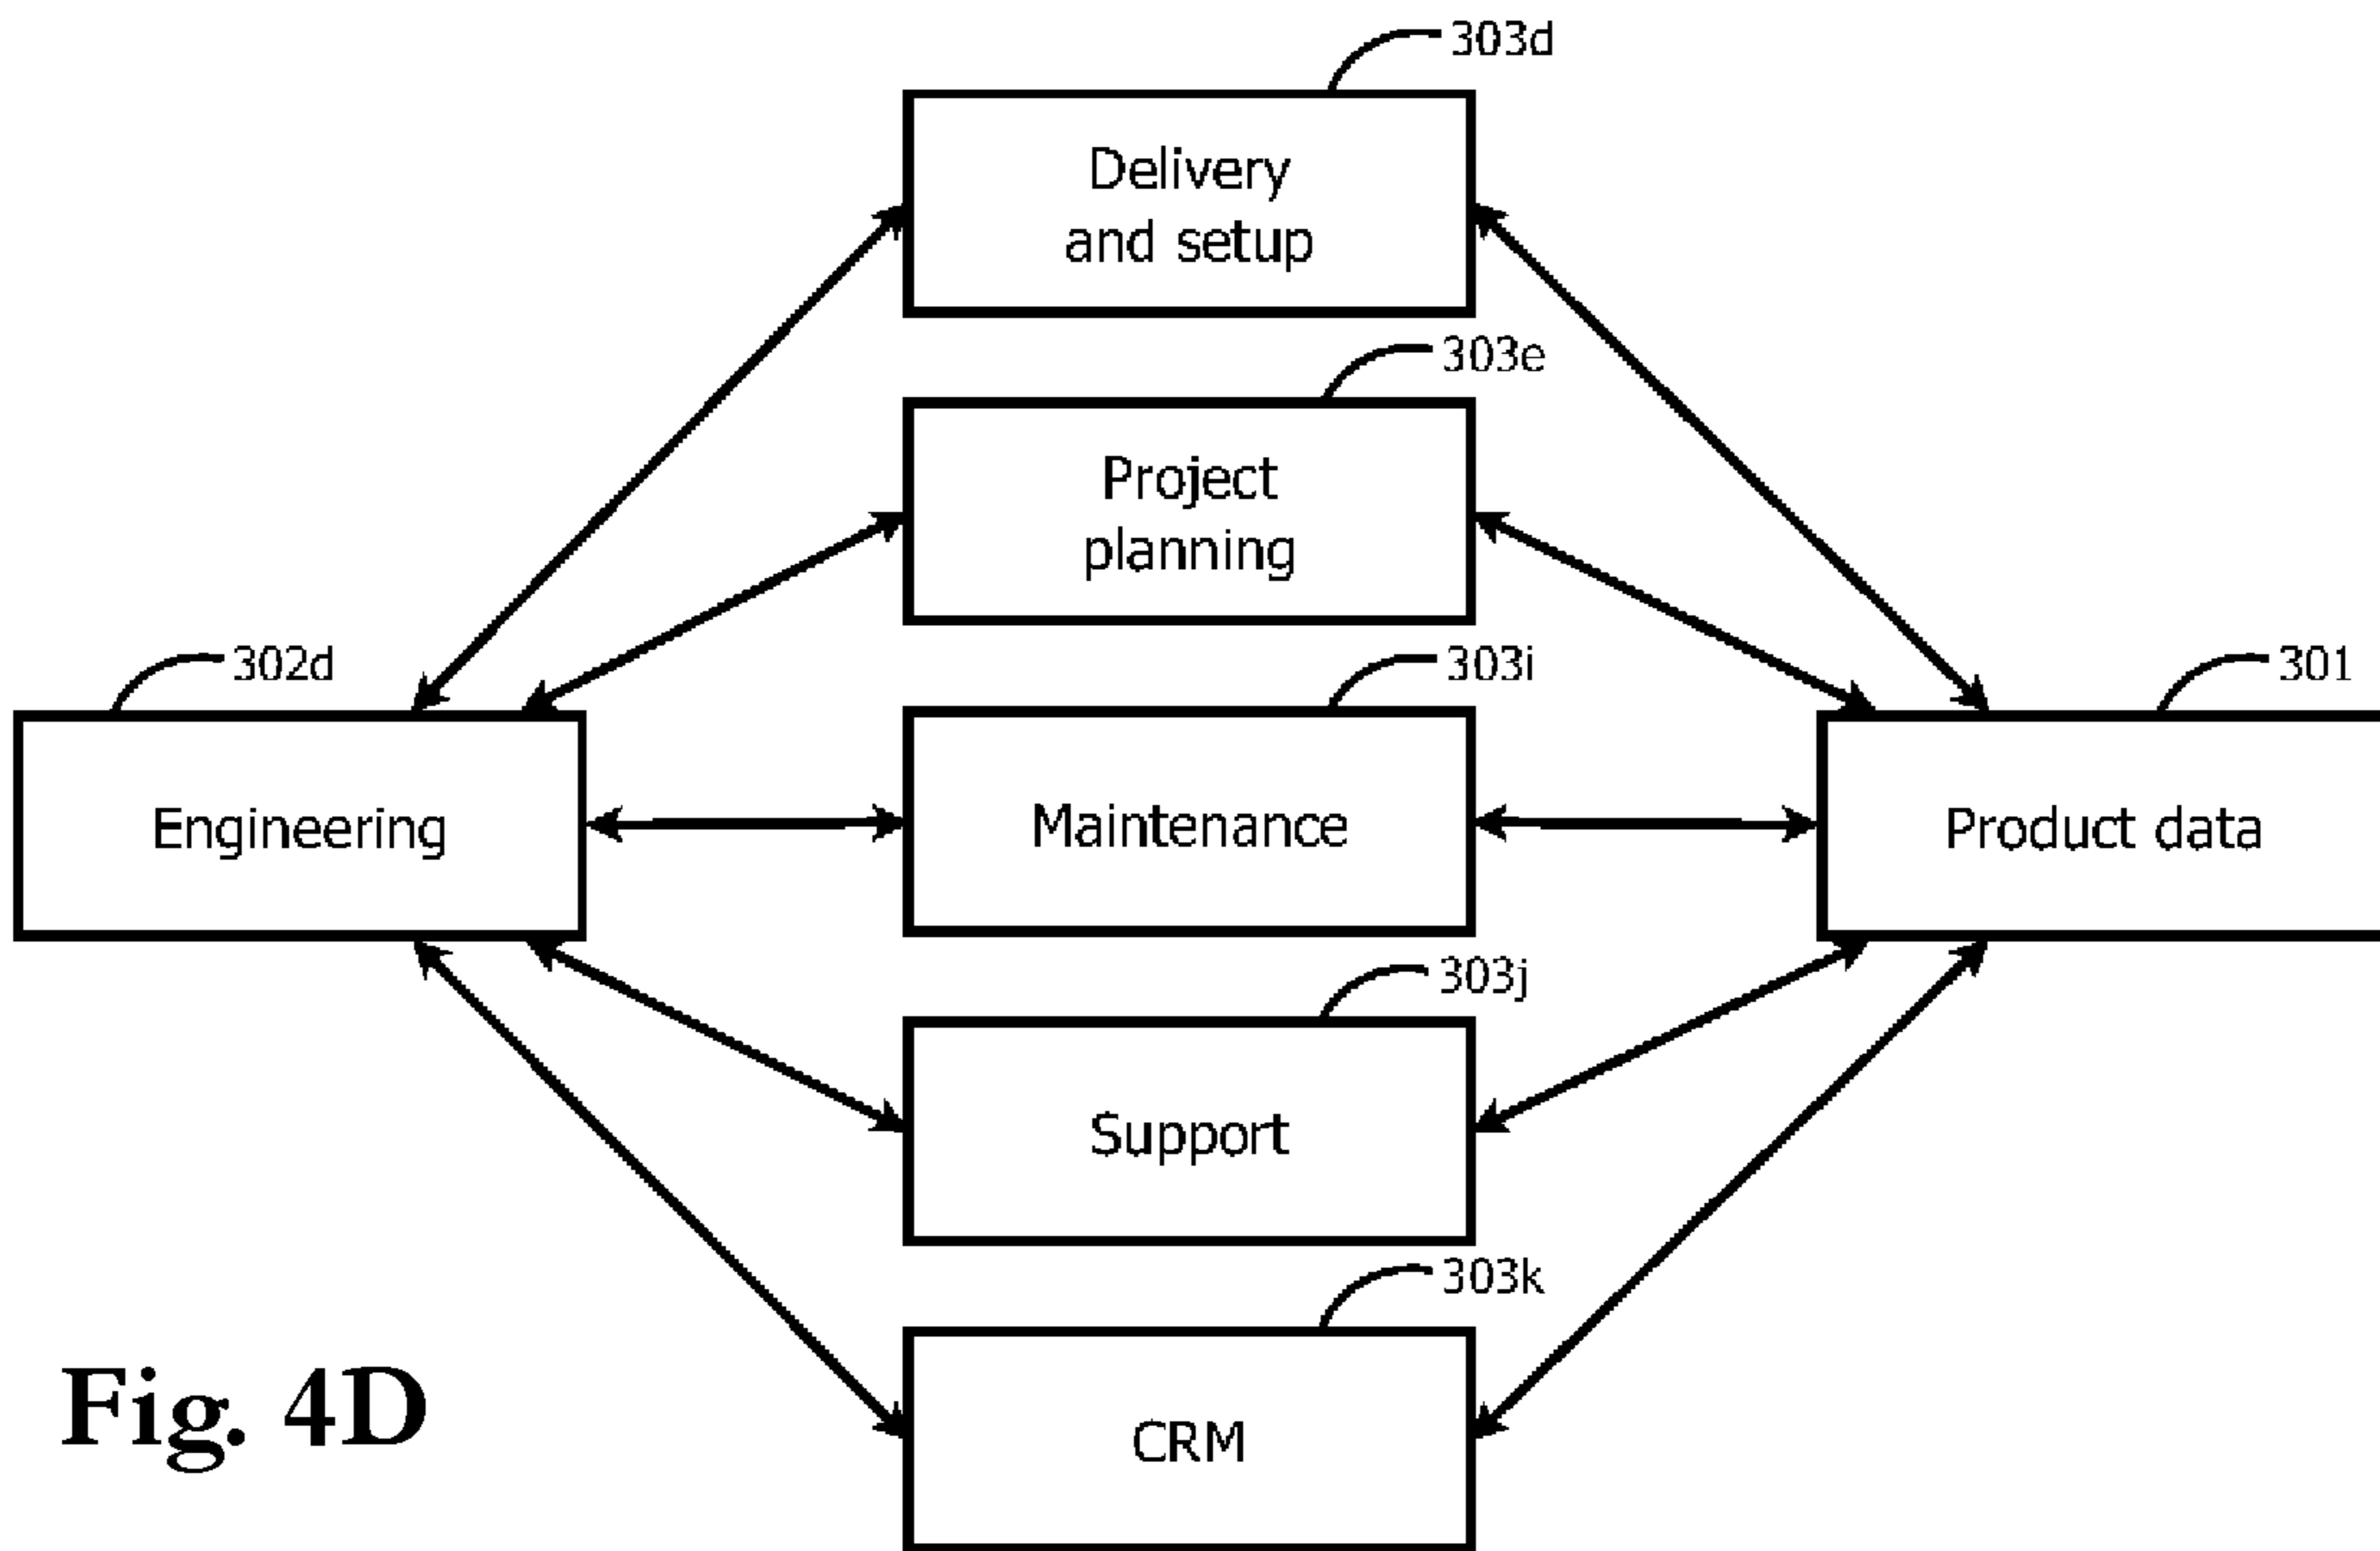 303d
Delivery
and setup
303e
Project
planning
302d
303i
301
Engineering
Maintenance
Product data
303j
Support
303k
CRM
Fig. 4D